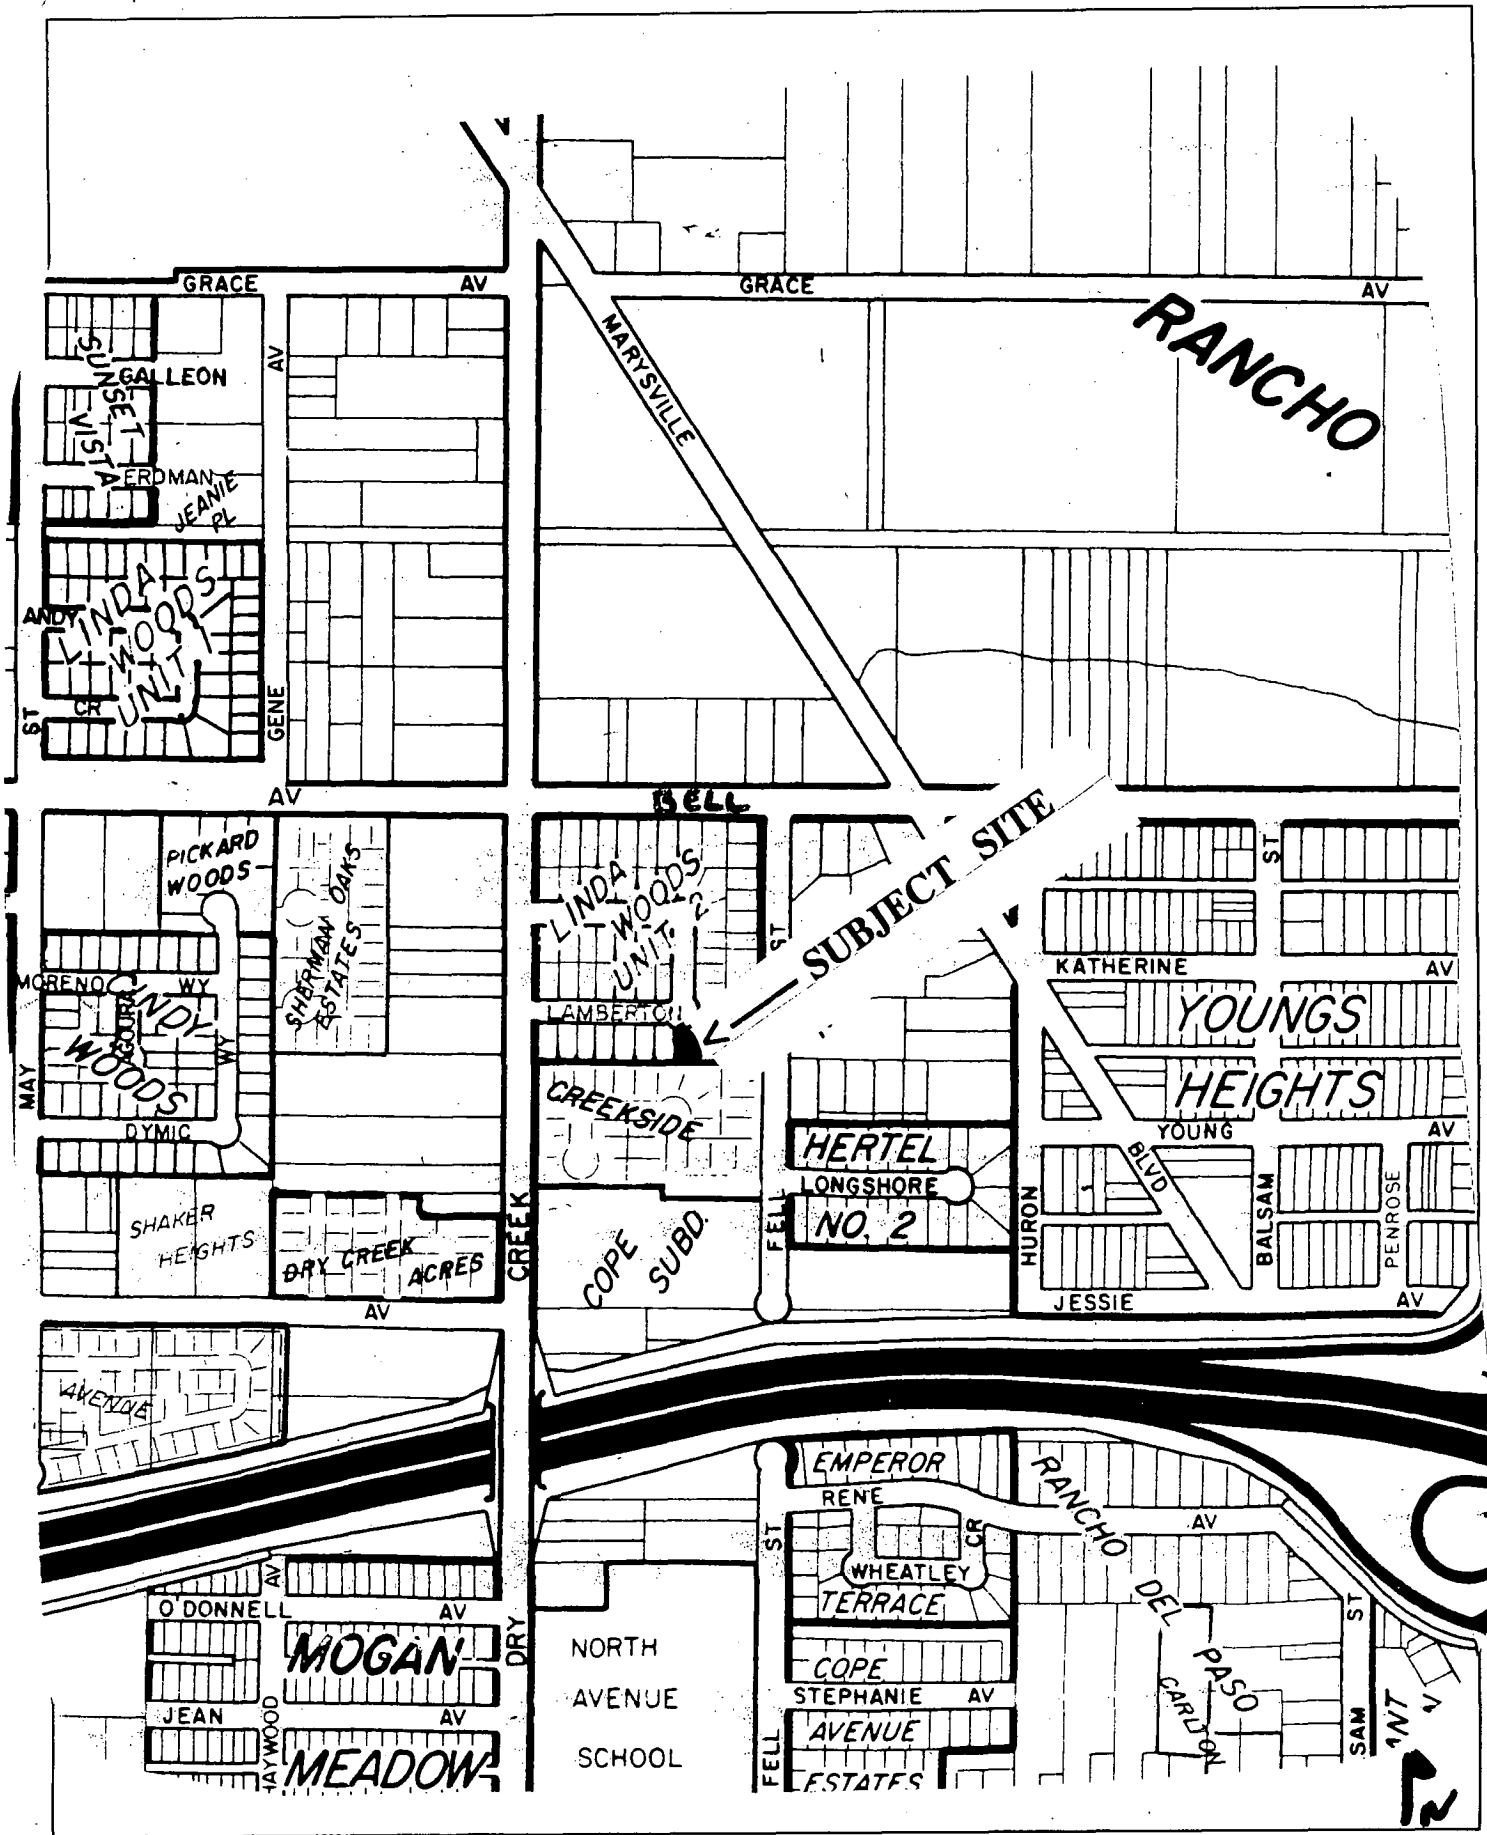 GRACE AV
GRACE AV
RANCHO
MARYSVILLE
AV
SUNSET
VISTA
GALLEON
ERDMAN
JEANIE
PL
LINDA
WOODS
UNIT 1
ANDY
CR
ST
GENE
AV
BELL
SUBJECT SITE
PICKARD
WOODS
SHERMAN OAKS
ESTATES
LINDA
WOODS
UNIT 2
ST
ST
KATHERINE AV
MORENO WY
CINDY
WOODS
AGOURA
WY
LAMBERTON
YOUNGS
HEIGHTS
MAY
DYMIC
CREEKSIDE
HERTEL
LONGSHORE
NO. 2
YOUNG AV
BLVD
HURON
BALSAM
PENROSE
SHAKER
HEIGHTS
DRY CREEK
ACRES
CREEK
COPE
SUBD.
FELL
AV
JESSIE AV
AVENUE
EMPEROR
RENE
AV
ST
CR
WHEATLEY
TERRACE
RANCHO
DEL
PASO
AV
O'DONNELL AV
MOGAN
JEAN AV
HAYWOOD
MEADOW
DRY
NORTH
AVENUE
SCHOOL
COPE
STEPHANIE AV
AVENUE
ESTATES
FELL
CARLTON
ST
SAM
INT
N